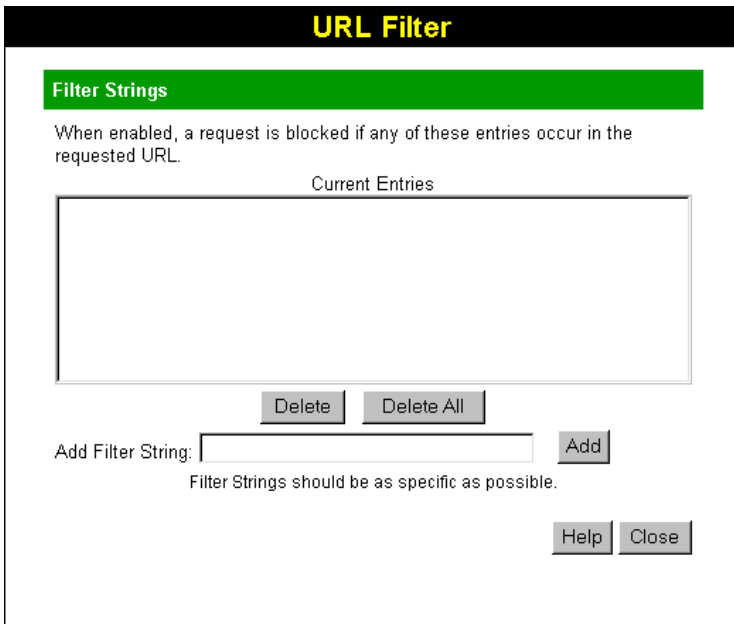 URL Filter
Filter Strings
When enabled, a request is blocked if any of these entries occur in the
requested URL.
Current Entries
Delete Delete All
Add Filter String: Add
Filter Strings should be as specific as possible.
Help Close